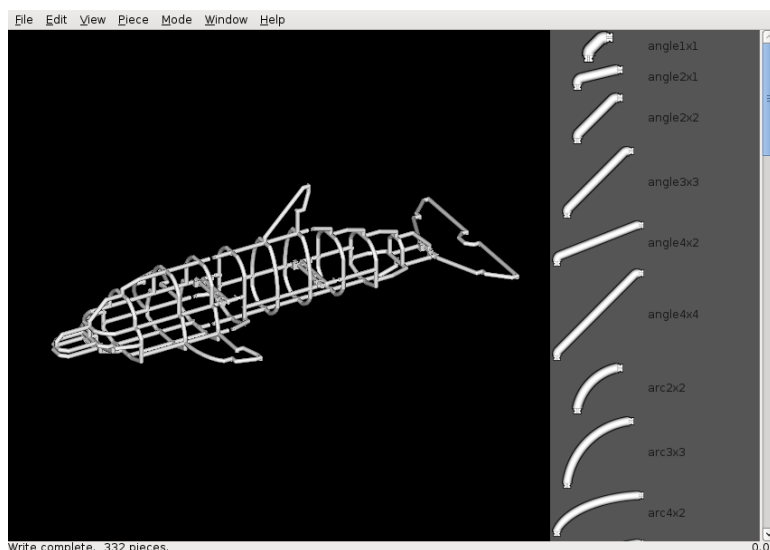 File Edit View Piece Mode Window Help
angle1x1
angle2x1
angle2x2
angle3x3
angle4x2
angle4x4
arc2x2
arc3x3
arc4x2
Write complete. 332 pieces.
0,0